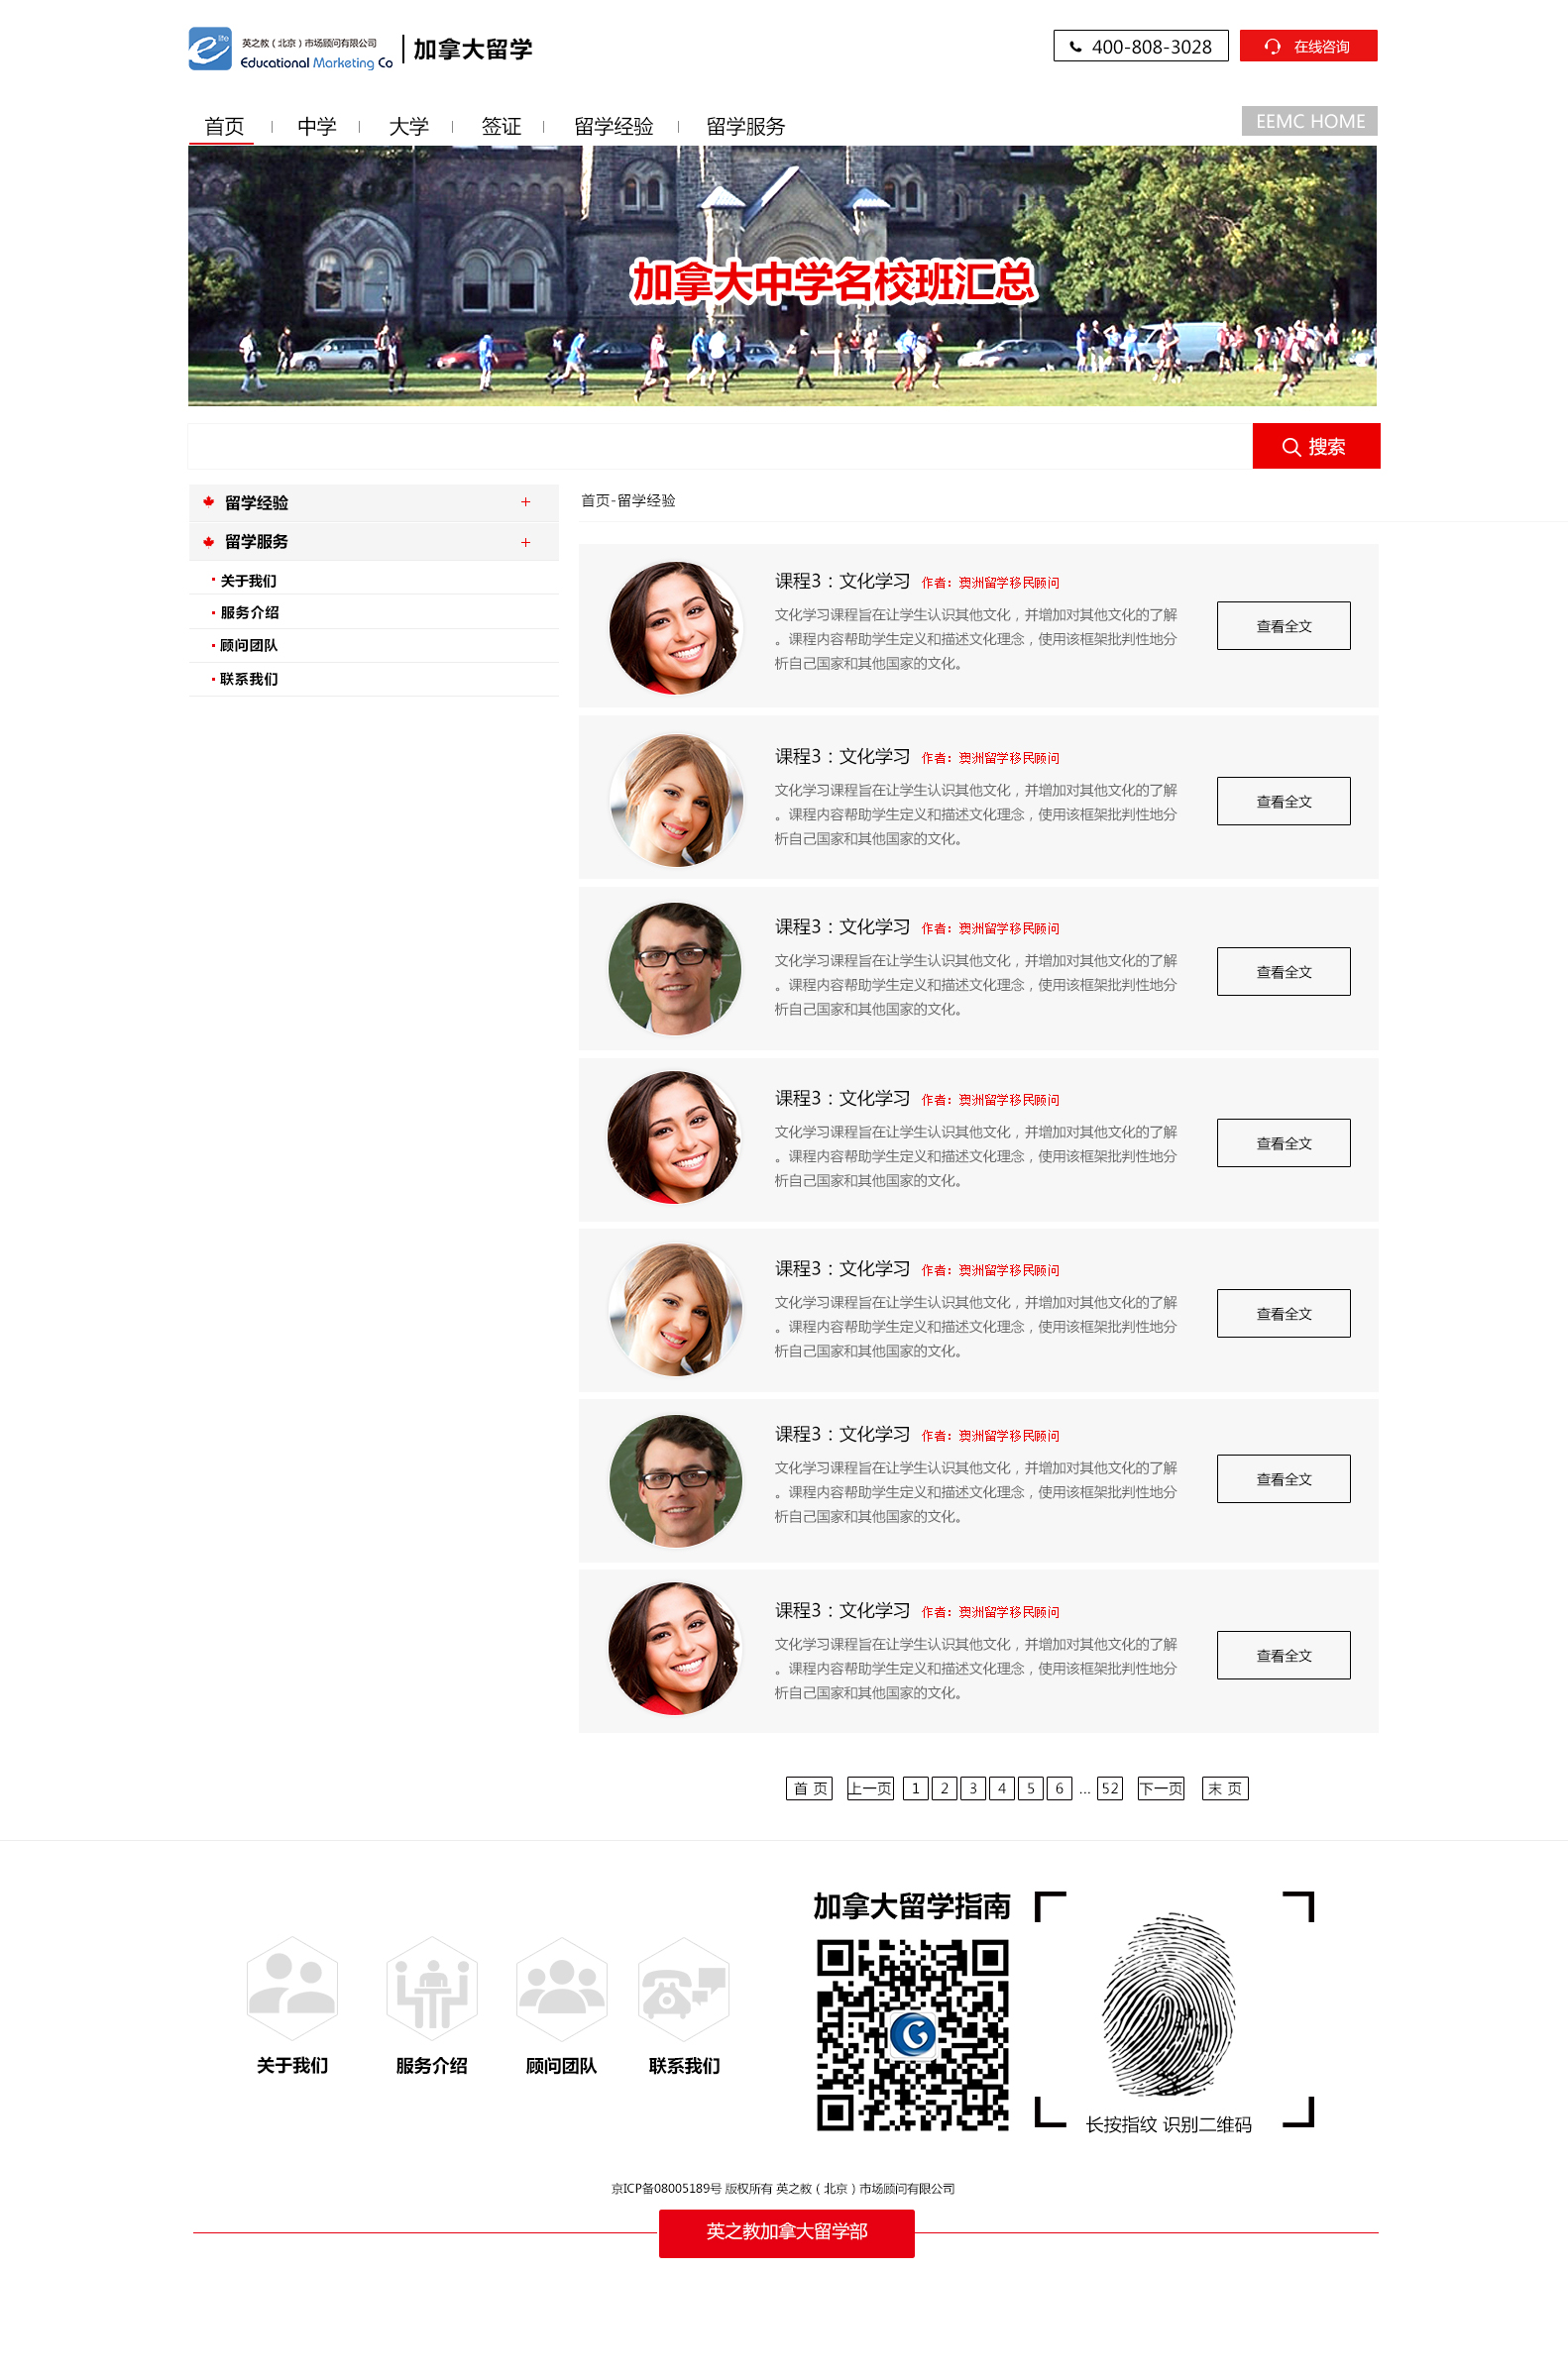 life
英之教（北京）市场顾问有限公司
Educational Marketing Co
加拿大留学
400-808-3028
在线咨询
首页
中学
大学
签证
留学经验
留学服务
EEMC HOME
加拿大中学名校班汇总
搜索
留学经验 +
留学服务 +
关于我们
服务介绍
顾问团队
联系我们
首页-留学经验
课程3：文化学习 作者：澳洲留学移民顾问
文化学习课程旨在让学生认识其他文化，并增加对其他文化的了解
。课程内容帮助学生定义和描述文化理念，使用该框架批判性地分
析自己国家和其他国家的文化。
查看全文
课程3：文化学习 作者：澳洲留学移民顾问
文化学习课程旨在让学生认识其他文化，并增加对其他文化的了解
。课程内容帮助学生定义和描述文化理念，使用该框架批判性地分
析自己国家和其他国家的文化。
查看全文
课程3：文化学习 作者：澳洲留学移民顾问
文化学习课程旨在让学生认识其他文化，并增加对其他文化的了解
。课程内容帮助学生定义和描述文化理念，使用该框架批判性地分
析自己国家和其他国家的文化。
查看全文
课程3：文化学习 作者：澳洲留学移民顾问
文化学习课程旨在让学生认识其他文化，并增加对其他文化的了解
。课程内容帮助学生定义和描述文化理念，使用该框架批判性地分
析自己国家和其他国家的文化。
查看全文
课程3：文化学习 作者：澳洲留学移民顾问
文化学习课程旨在让学生认识其他文化，并增加对其他文化的了解
。课程内容帮助学生定义和描述文化理念，使用该框架批判性地分
析自己国家和其他国家的文化。
查看全文
课程3：文化学习 作者：澳洲留学移民顾问
文化学习课程旨在让学生认识其他文化，并增加对其他文化的了解
。课程内容帮助学生定义和描述文化理念，使用该框架批判性地分
析自己国家和其他国家的文化。
查看全文
课程3：文化学习 作者：澳洲留学移民顾问
文化学习课程旨在让学生认识其他文化，并增加对其他文化的了解
。课程内容帮助学生定义和描述文化理念，使用该框架批判性地分
析自己国家和其他国家的文化。
查看全文
首 页 上一页 1 2 3 4 5 6 ... 52 下一页 末 页
关于我们
服务介绍
顾问团队
联系我们
加拿大留学指南
长按指纹 识别二维码
京ICP备08005189号 版权所有 英之教（北京）市场顾问有限公司
英之教加拿大留学部